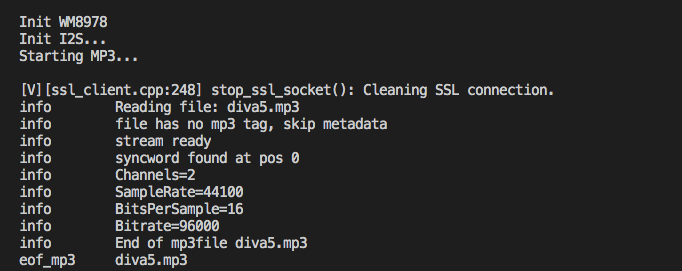 Init WM8978
Init I2S...
Starting MP3...
[V][ssl_client.cpp:248] stop_ssl_socket(): Cleaning SSL connection.
info Reading file: diva5.mp3
info file has no mp3 tag, skip metadata
info stream ready
info syncword found at pos 0
info Channels=2
info SampleRate=44100
info BitsPerSample=16
info Bitrate=96000
info End of mp3file diva5.mp3
eof_mp3 diva5.mp3